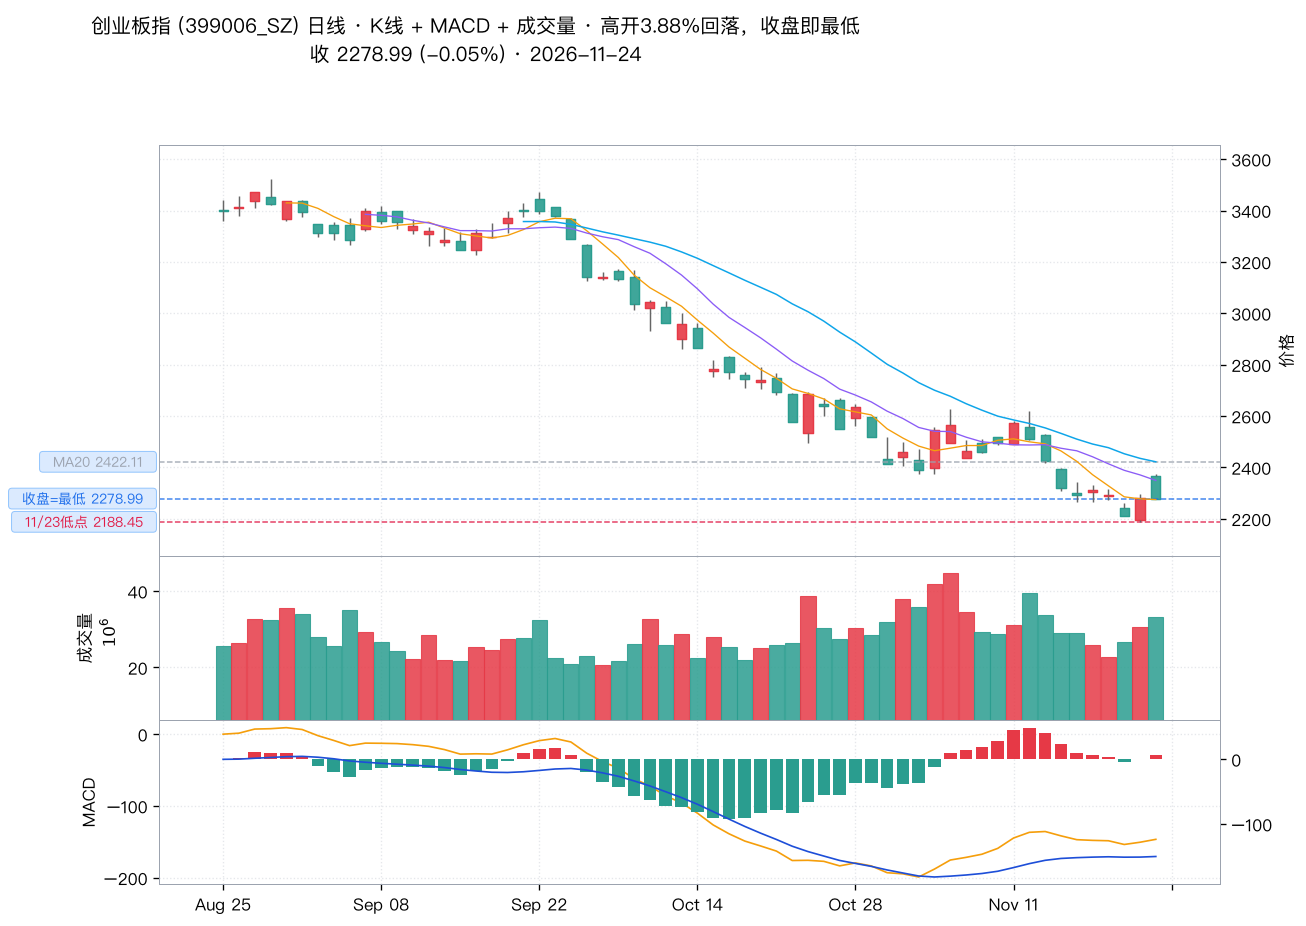 创业板指 (399006_SZ) 日线 · K线 + MACD + 成交量 · 高开3.88%回落，收盘即最低
收 2278.99 (−0.05%) · 2026−11−24
3600
3400
3200
3000
2800
2600
2400
2200
价格
MA20 2422.11
收盘=最低 2278.99
11/23低点 2188.45
40
20
成交量
10⁶
0
−100
−200
MACD
0
−100
Aug 25
Sep 08
Sep 22
Oct 14
Oct 28
Nov 11